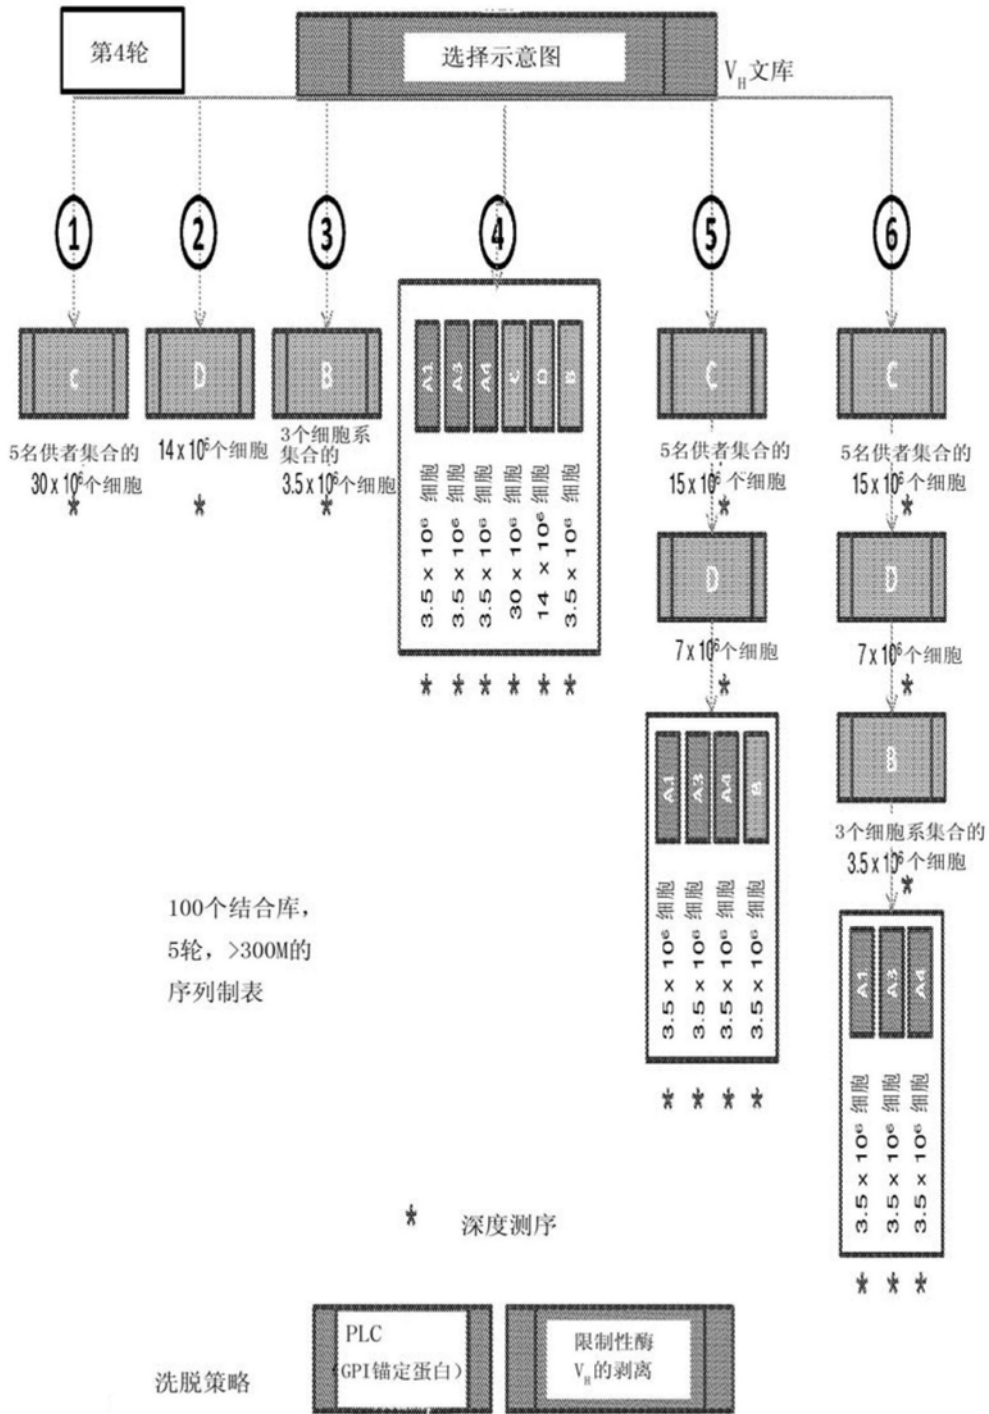 第4轮
选择示意图
V_H文库
1 2 3 4 5 6
C D B
A1 A3 A4 C D B
C C
5名供者集合的
30 x 10⁶个细胞
14 x 10⁶个细胞
3个细胞系
集合的
3.5 x 10⁶个细胞
3.5 × 10⁶ 细胞
3.5 × 10⁶ 细胞
3.5 × 10⁶ 细胞
30 × 10⁶ 细胞
14 × 10⁶ 细胞
3.5 × 10⁶ 细胞
* * *
* * * * * *
5名供者集合的
15 x 10⁶ 个细胞
*
D
7 x 10⁶个细胞
*
A1 A3 A4 B
3.5 × 10⁶ 细胞
3.5 × 10⁶ 细胞
3.5 × 10⁶ 细胞
3.5 × 10⁶ 细胞
* * * *
5名供者集合的
15 x 10⁶个细胞
*
D
7 x 10⁶个细胞
*
B
3个细胞系集合的
3.5 x 10⁶个细胞
*
A1 A3 A4
3.5 × 10⁶ 细胞
3.5 × 10⁶ 细胞
3.5 × 10⁶ 细胞
* * *
100个结合库，
5轮，>300M的
序列制表
* 深度测序
洗脱策略
PLC
(GPI锚定蛋白)
限制性酶
V_H的剥离